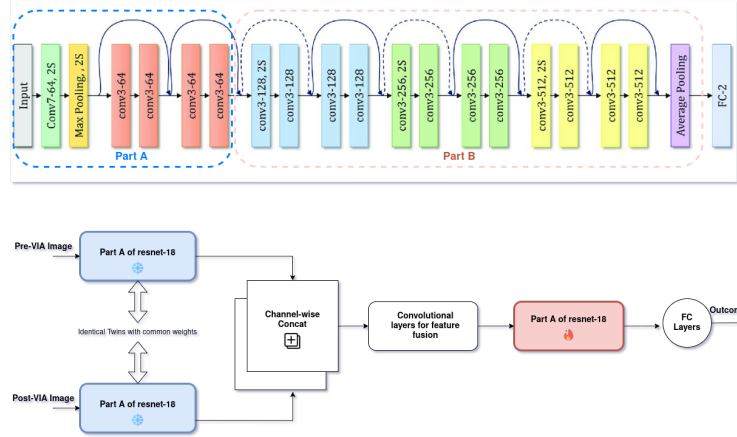 Input
Conv7-64, 2S
Max Pooling, , 2S
conv3-64
conv3-64
conv3-64
conv3-64
conv3-128, 2S
conv3-128
conv3-128
conv3-128
conv3-256, 2S
conv3-256
conv3-256
conv3-256
conv3-512, 2S
conv3-512
conv3-512
conv3-512
Average Pooling
FC-2
Part A
Part B
Pre-VIA Image
Part A of resnet-18
Identical Twins with common weights
Post-VIA Image
Part A of resnet-18
Channel-wise
Concat
Convolutional
layers for feature
fusion
Part A of resnet-18
FC
Layers
Outcor